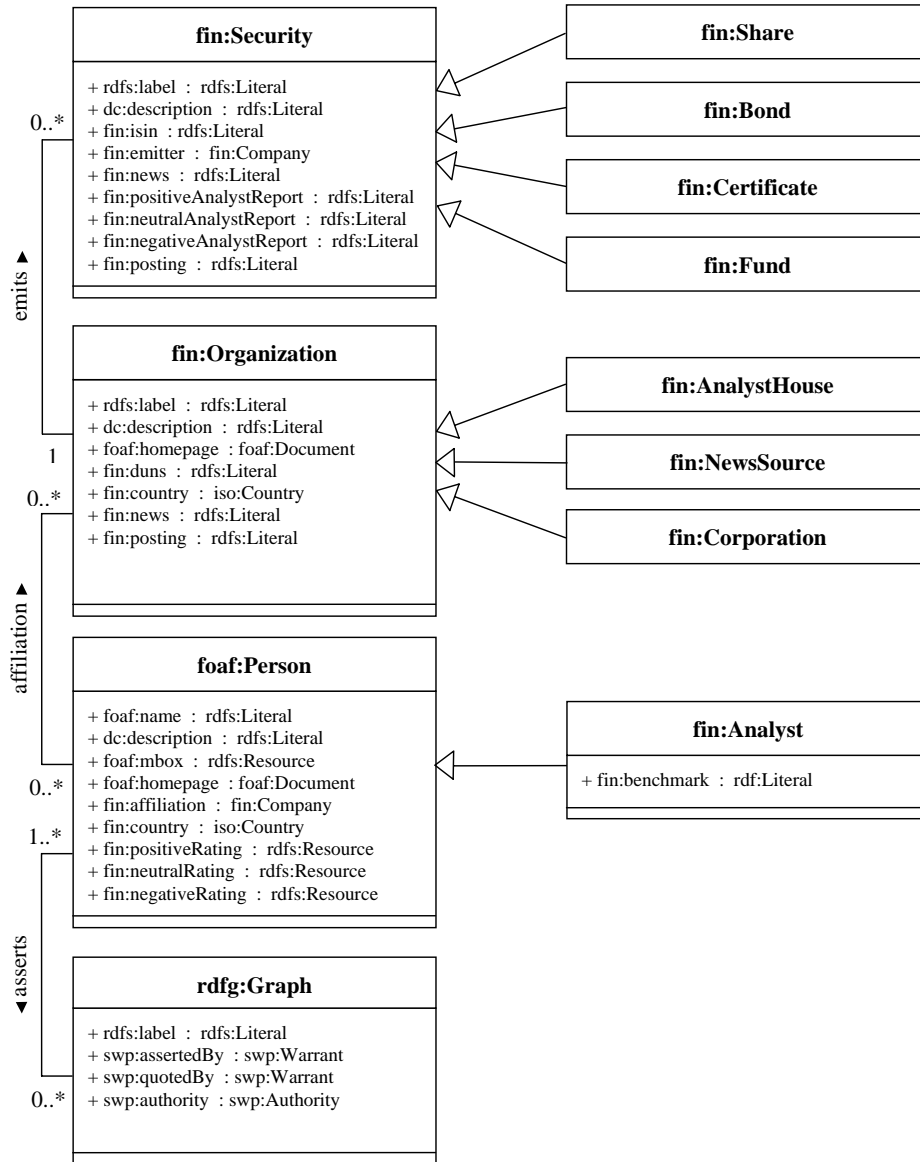 fin:Security
+ rdfs:label : rdfs:Literal
+ dc:description : rdfs:Literal
+ fin:isin : rdfs:Literal
+ fin:emitter : fin:Company
+ fin:news : rdfs:Literal
+ fin:positiveAnalystReport : rdfs:Literal
+ fin:neutralAnalystReport : rdfs:Literal
+ fin:negativeAnalystReport : rdfs:Literal
+ fin:posting : rdfs:Literal
fin:Share
fin:Bond
fin:Certificate
fin:Fund
0..*
emits ▶
1
fin:Organization
+ rdfs:label : rdfs:Literal
+ dc:description : rdfs:Literal
+ foaf:homepage : foaf:Document
+ fin:duns : rdfs:Literal
+ fin:country : iso:Country
+ fin:news : rdfs:Literal
+ fin:posting : rdfs:Literal
fin:AnalystHouse
fin:NewsSource
fin:Corporation
0..*
affiliation ▶
0..*
foaf:Person
+ foaf:name : rdfs:Literal
+ dc:description : rdfs:Literal
+ foaf:mbox : rdfs:Resource
+ foaf:homepage : foaf:Document
+ fin:affiliation : fin:Company
+ fin:country : iso:Country
+ fin:positiveRating : rdfs:Resource
+ fin:neutralRating : rdfs:Resource
+ fin:negativeRating : rdfs:Resource
fin:Analyst
+ fin:benchmark : rdf:Literal
1..*
◀ asserts
0..*
rdfg:Graph
+ rdfs:label : rdfs:Literal
+ swp:assertedBy : swp:Warrant
+ swp:quotedBy : swp:Warrant
+ swp:authority : swp:Authority